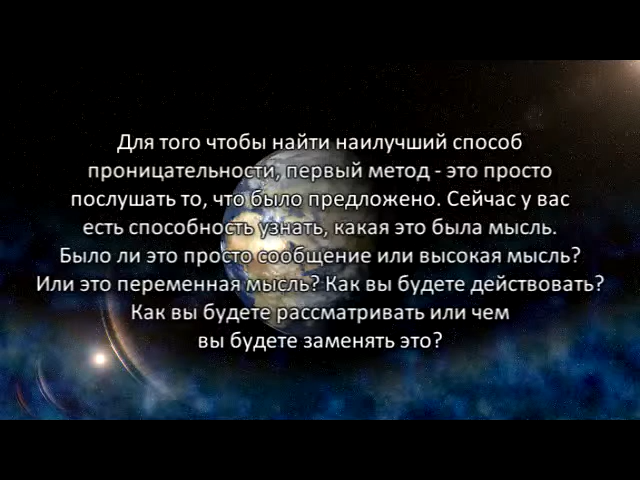 Для того чтобы найти наилучший способ
проницательности, первый метод - это просто
послушать то, что было предложено. Сейчас у вас
есть способность узнать, какая это была мысль.
Было ли это просто сообщение или высокая мысль?
Или это переменная мысль? Как вы будете действовать?
Как вы будете рассматривать или чем
вы будете заменять это?